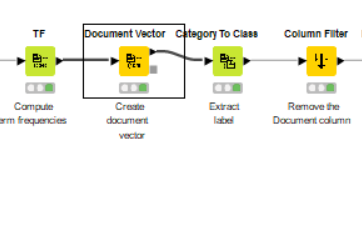 TF
Document Vector
Category To Class
Column Filter
Compute
erm frequencies
Create
document
vector
Extract
label
Remove the
Document column